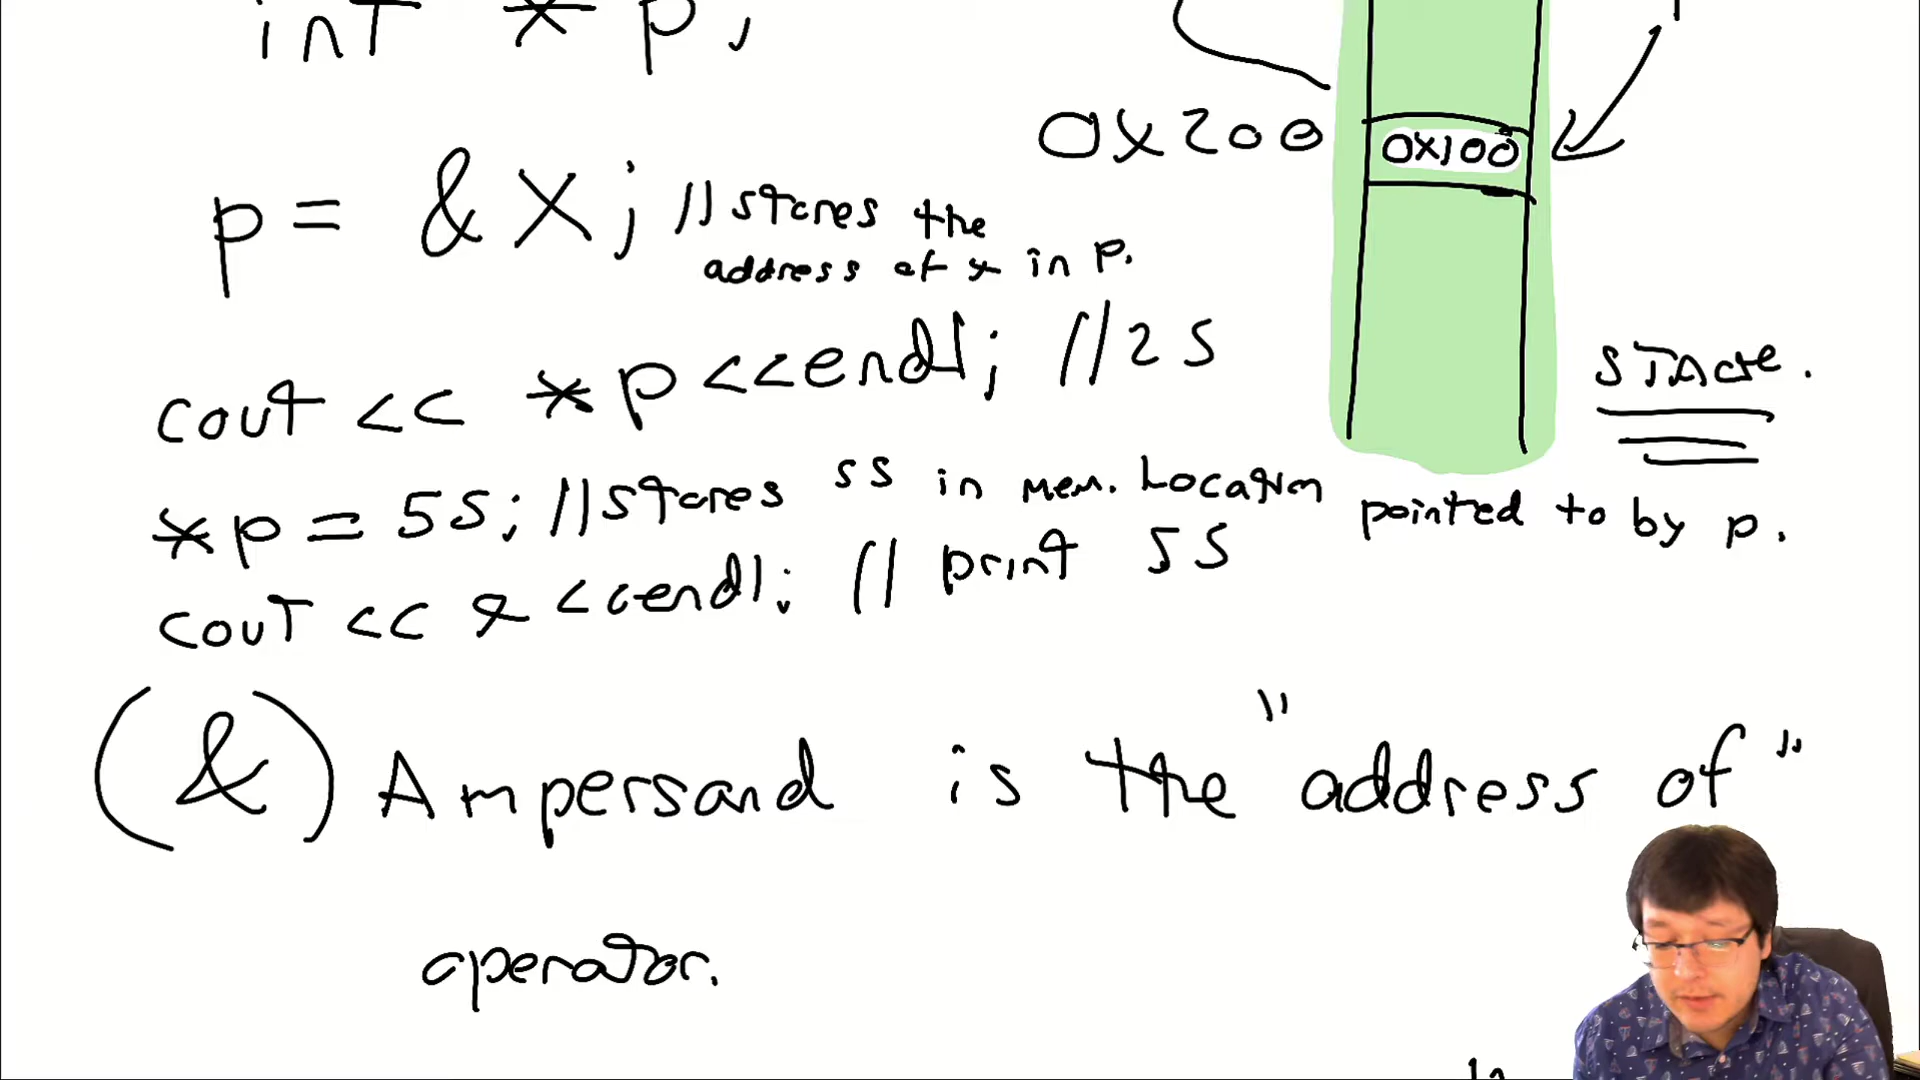 int * p;
0x200
0x100
p = & x; // stores the
address of x in p.
cout << *p <<endl; // 25
STACK.
*p = 55; // stores 55 in mem. Location pointed to by p.
cout << x <<endl; // print 55
(&) Ampersand is the "address of"
operator.